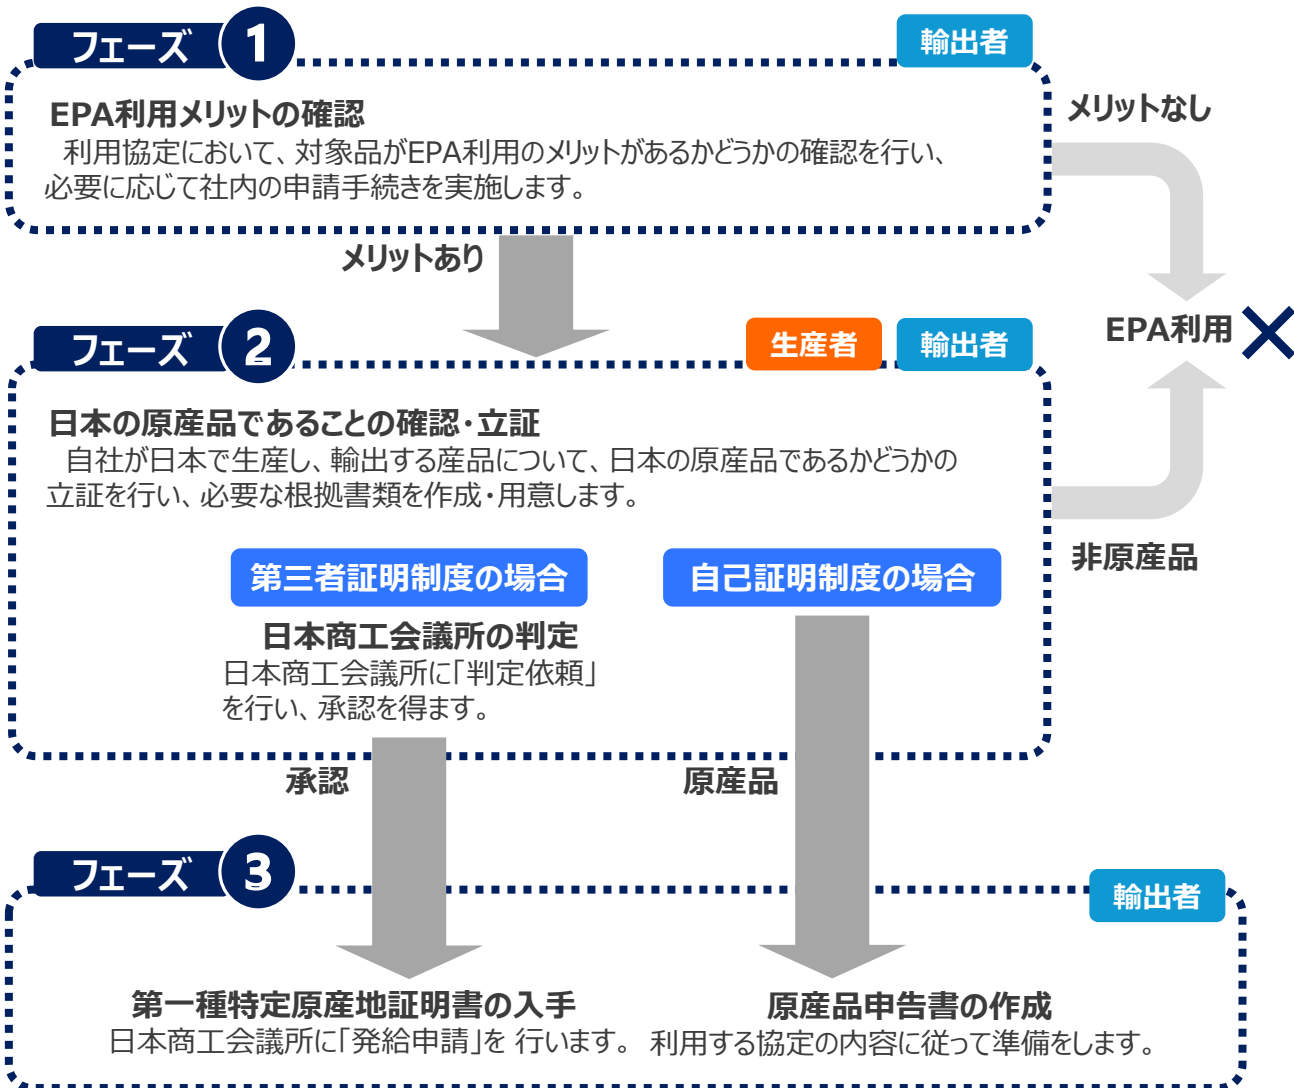 フェーズ 1
輸出者
EPA利用メリットの確認
利用協定において、対象品がEPA利用のメリットがあるかどうかの確認を行い、
必要に応じて社内の申請手続きを実施します。
メリットなし
メリットあり
EPA利用
フェーズ 2
生産者
輸出者
日本の原産品であることの確認・立証
自社が日本で生産し、輸出する産品について、日本の原産品であるかどうかの
立証を行い、必要な根拠書類を作成・用意します。
非原産品
第三者証明制度の場合
自己証明制度の場合
日本商工会議所の判定
日本商工会議所に「判定依頼」
を行い、承認を得ます。
承認
原産品
フェーズ 3
輸出者
第一種特定原産地証明書の入手
日本商工会議所に「発給申請」を 行います。
原産品申告書の作成
利用する協定の内容に従って準備をします。